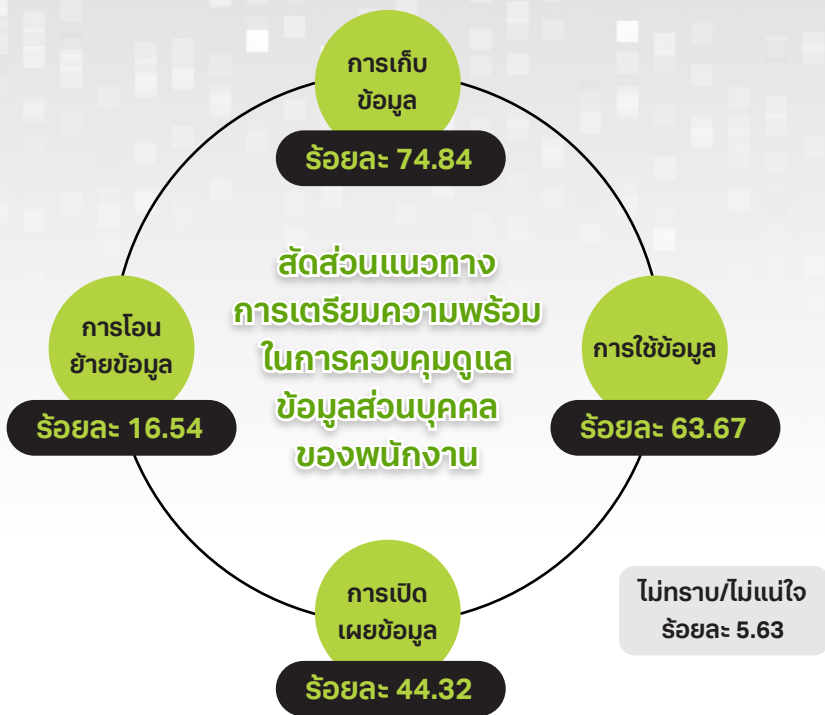 การเก็บ
ข้อมูล
ร้อยละ 74.84
สัดส่วนแนวทาง
การเตรียมความพร้อม
ในการควบคุมดูแล
ข้อมูลส่วนบุคคล
ของพนักงาน
การโอน
ย้ายข้อมูล
ร้อยละ 16.54
การใช้ข้อมูล
ร้อยละ 63.67
การเปิด
เผยข้อมูล
ร้อยละ 44.32
ไม่ทราบ/ไม่แน่ใจ
ร้อยละ 5.63